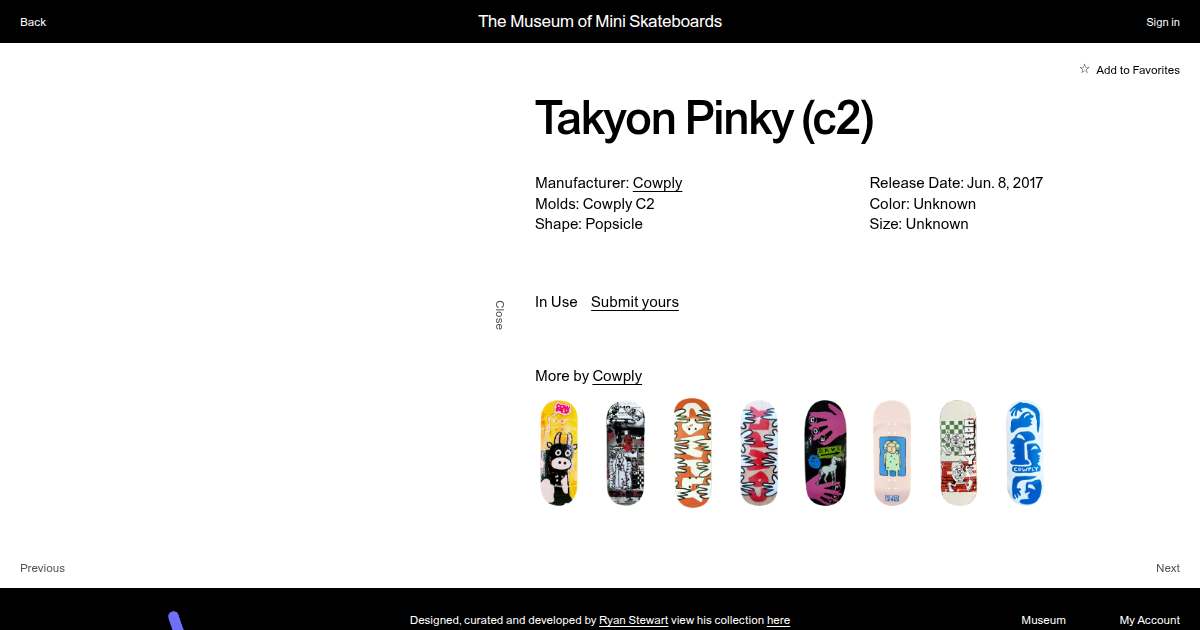 Back
The Museum of Mini Skateboards
Sign in
☆ Add to Favorites
Takyon Pinky (c2)
Manufacturer: Cowply
Molds: Cowply C2
Shape: Popsicle
Release Date: Jun. 8, 2017
Color: Unknown
Size: Unknown
Close
In Use Submit yours
More by Cowply
COWPLY
Previous
Next
Designed, curated and developed by Ryan Stewart view his collection here
Museum
My Account